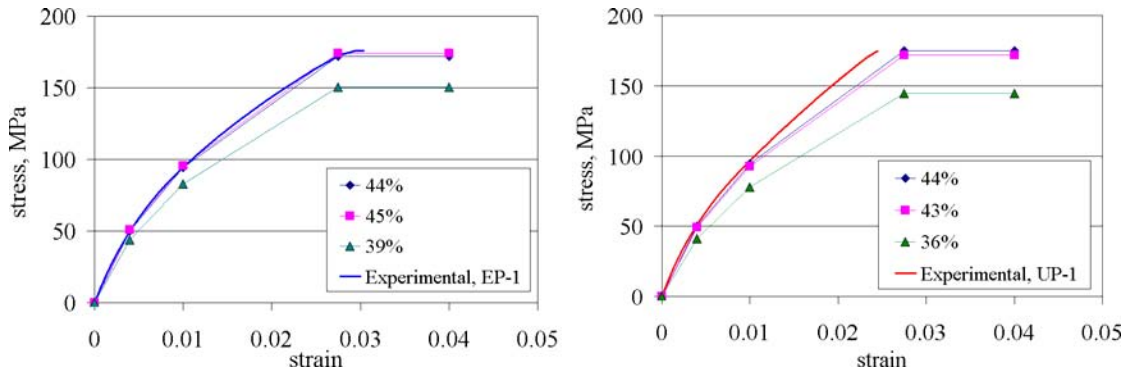 stress, MPa
200
150
100
50
0
44%
45%
39%
Experimental, EP-1
0 0.01 0.02 0.03 0.04 0.05
strain
stress, MPa
200
150
100
50
0
44%
43%
36%
Experimental, UP-1
0 0.01 0.02 0.03 0.04 0.05
strain